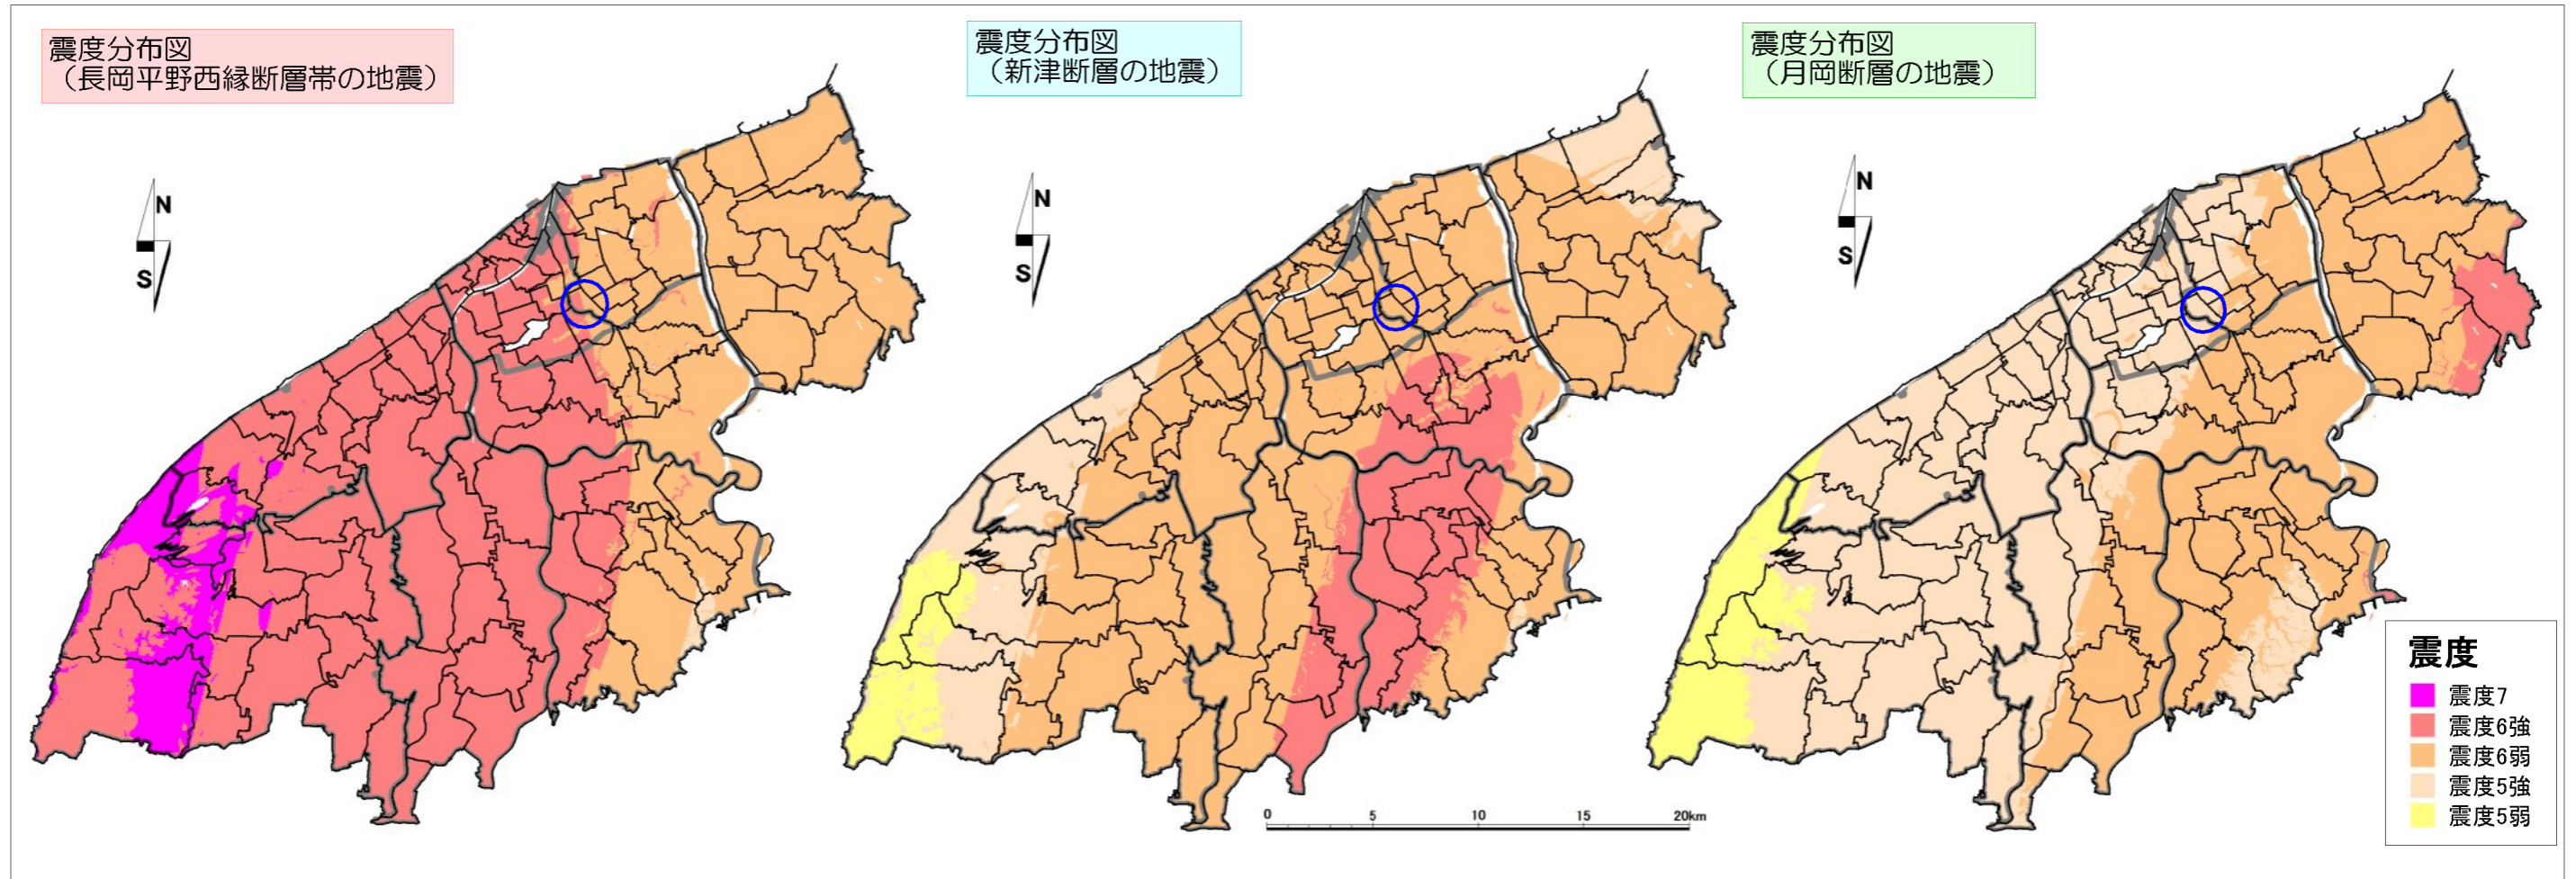 震度分布図
（長岡平野西縁断層帯の地震）
震度分布図
（新津断層の地震）
震度分布図
（月岡断層の地震）
N
S
N
S
N
S
0 5 10 15 20km
震度
震度7
震度6強
震度6弱
震度5強
震度5弱